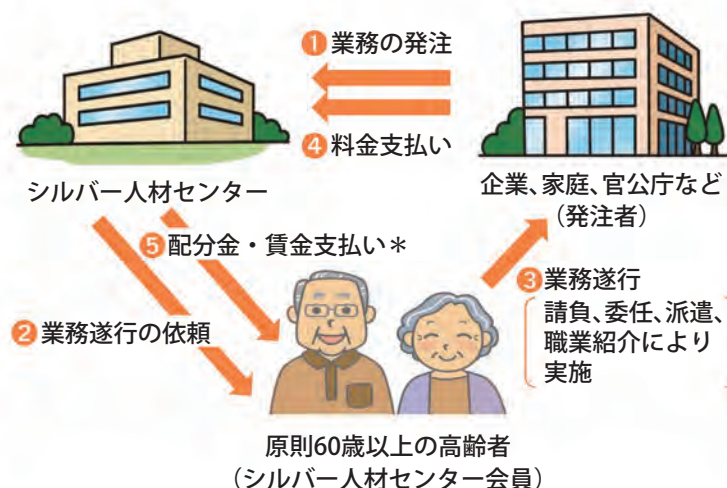 ❶業務の発注
❹料金支払い
シルバー人材センター
企業、家庭、官公庁など
（発注者）
❺配分金・賃金支払い＊
❷業務遂行の依頼
❸業務遂行
請負、委任、派遣、
職業紹介により
実施
原則60歳以上の高齢者
（シルバー人材センター会員）